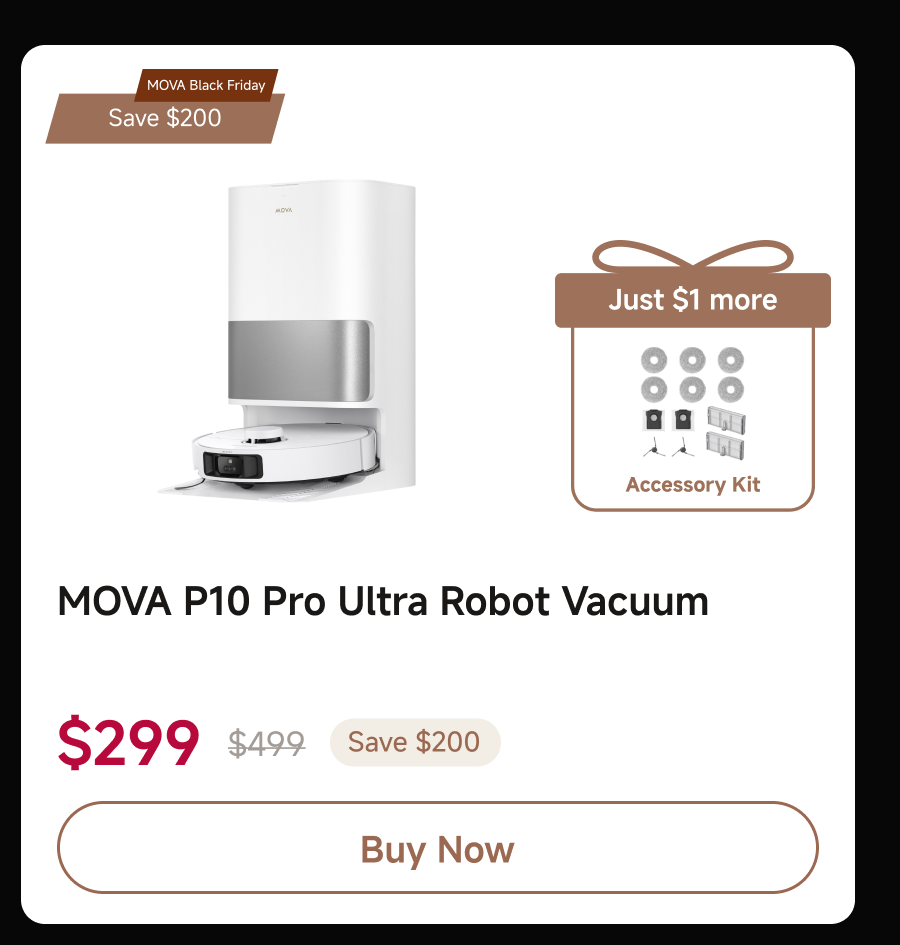 MOVA Black Friday
Save $200
MOVA
Just $1 more
Accessory Kit
MOVA P10 Pro Ultra Robot Vacuum
$299 $499 Save $200
Buy Now